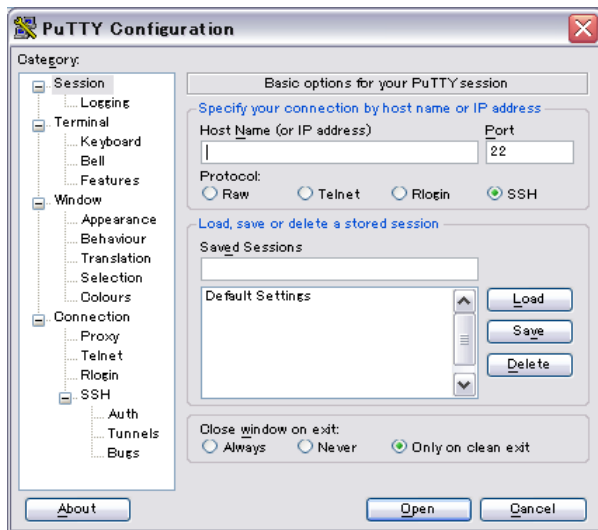 PuTTY Configuration
Category:
Session
Logging
Terminal
Keyboard
Bell
Features
Window
Appearance
Behaviour
Translation
Selection
Colours
Connection
Proxy
Telnet
Rlogin
SSH
Auth
Tunnels
Bugs
Basic options for your PuTTY session
Specify your connection by host name or IP address
Host Name (or IP address) Port
22
Protocol:
Raw Telnet Rlogin SSH
Load, save or delete a stored session
Saved Sessions
Default Settings
Load
Save
Delete
Close window on exit:
Always Never Only on clean exit
About Open Cancel